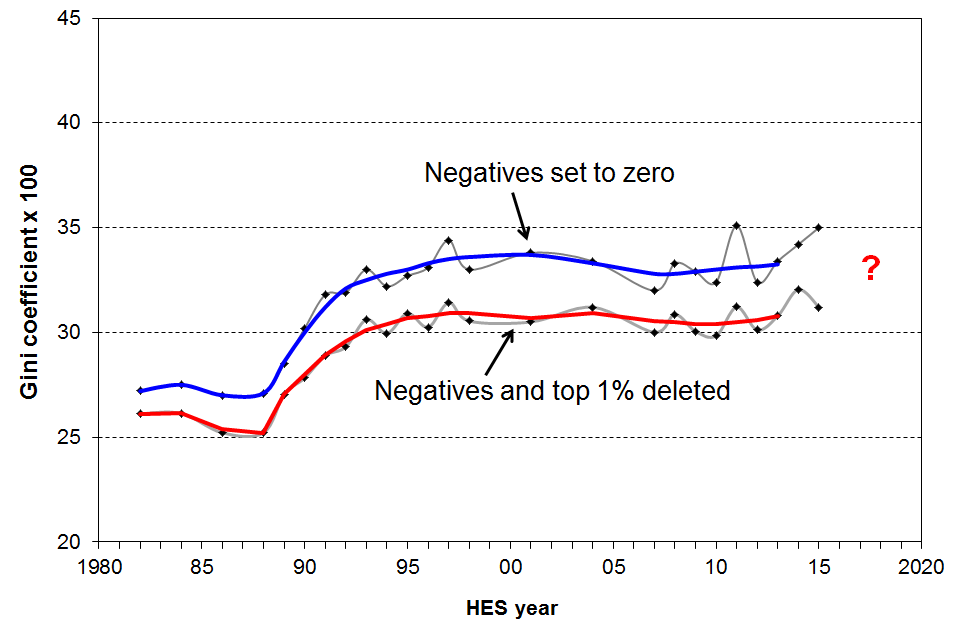 45
40
35
30
25
20
Gini coefficient x 100
Negatives set to zero
?
Negatives and top 1% deleted
1980 85 90 95 00 05 10 15 2020
HES year